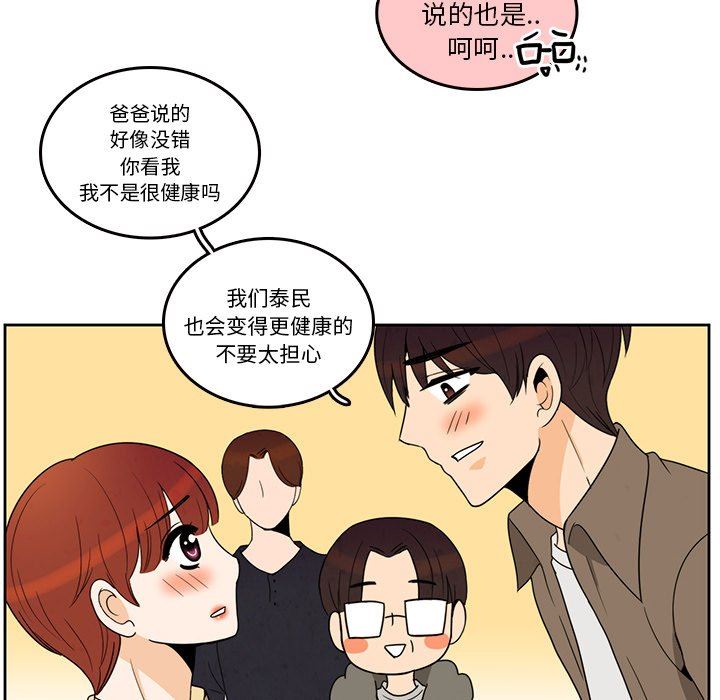 说的也是..
呵呵..
爸爸说的
好像没错
你看我
我不是很健康吗
我们泰民
也会变得更健康的
不要太担心